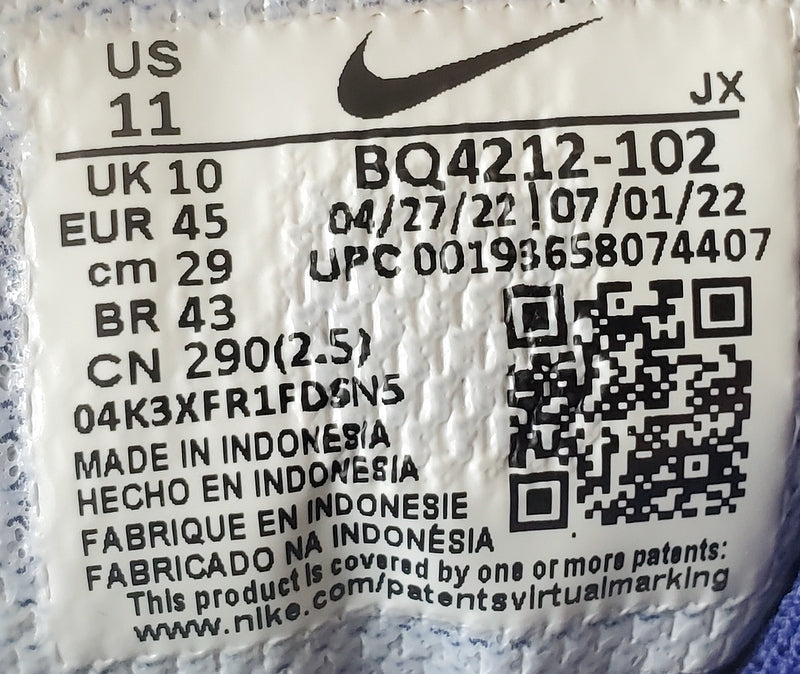 US
11
JX
UK 10
BQ4212-102
EUR 45
04/27/22 ! 07/01/22
cm 29
UPC 00193658074407
BR 43
CN 290(2.5)
04K3XFR1FD6N5
MADE IN INDONESIA
HECHO EN INDONESIA
FABRIQUE EN INDONESIE
FABRICADO NA INDONÉSIA
This product is covered by one or more patents:
www.nike.com/patentsvirtualmarking